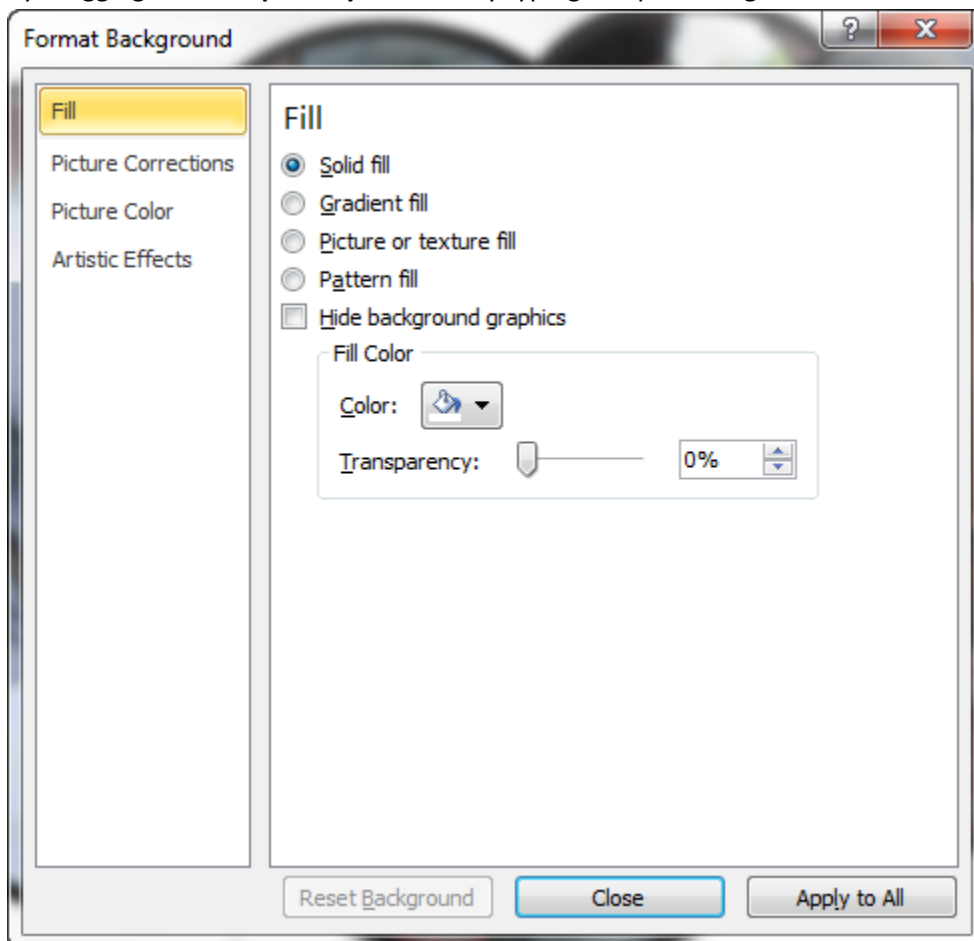 Format Background
Fill
Picture Corrections
Picture Color
Artistic Effects
Fill
Solid fill
Gradient fill
Picture or texture fill
Pattern fill
Hide background graphics
Fill Color
Color:
Transparency: 0%
Reset Background Close Apply to All